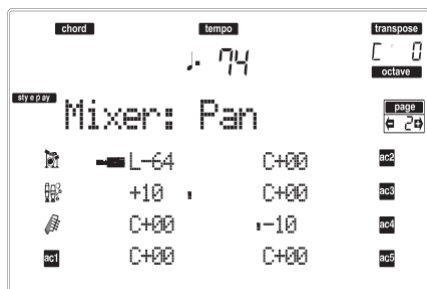 chord tempo transpose
74 C 0
octave
style play page
Mixer: Pan 2
L-64 C+00 ac2
+10 C+00 ac3
C+00 -10 ac4
ac1 C+00 C+00 ac5